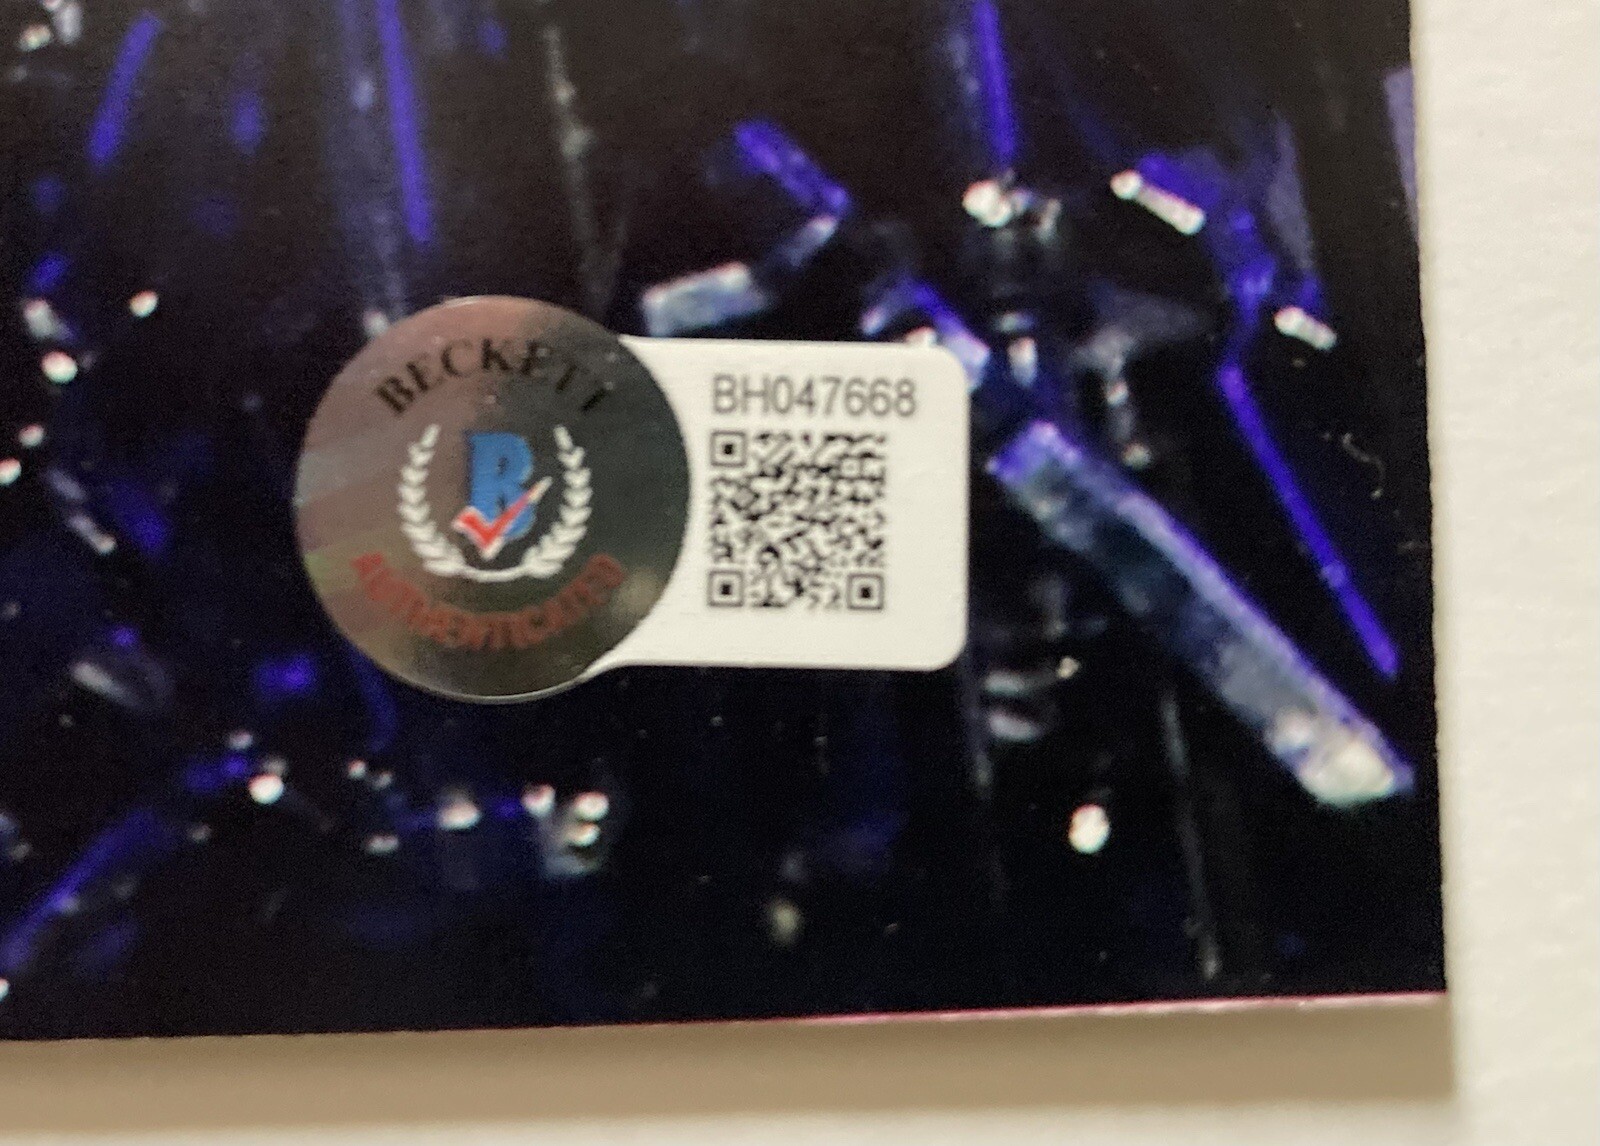 BECKETT
B
AUTHENTICATED
BH047668